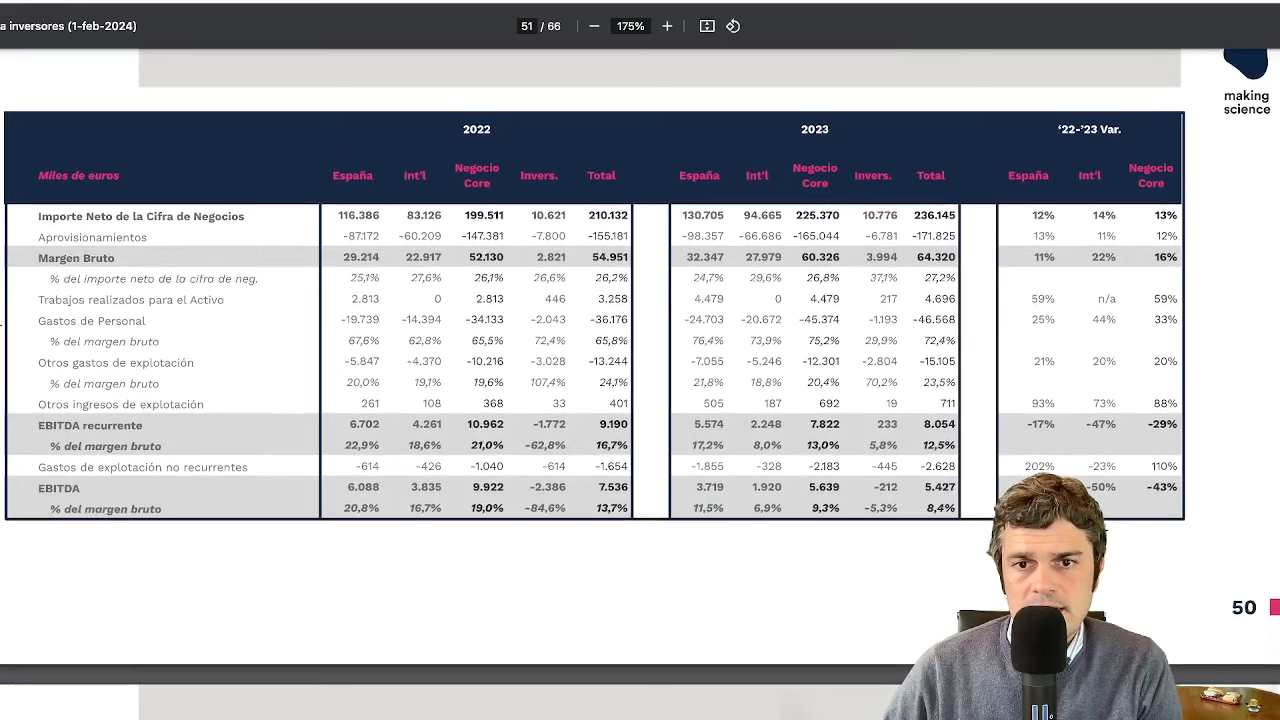 a inversores (1-feb-2024) 51 / 66 − 175% +
making
science
2022 2023 ‘22-’23 Var.
Miles de euros España Int'l Negocio Core Invers. Total España Int'l Negocio Core Invers. Total España Int'l Negocio Core
Importe Neto de la Cifra de Negocios 116.386 83.126 199.511 10.621 210.132 130.705 94.665 225.370 10.776 236.145 12% 14% 13%
Aprovisionamientos -87.172 -60.209 -147.381 -7.800 -155.181 -98.357 -66.686 -165.044 -6.781 -171.825 13% 11% 12%
Margen Bruto 29.214 22.917 52.130 2.821 54.951 32.347 27.979 60.326 3.994 64.320 11% 22% 16%
% del importe neto de la cifra de neg. 25,1% 27,6% 26,1% 26,6% 26,2% 24,7% 29,6% 26,8% 37,1% 27,2%
Trabajos realizados para el Activo 2.813 0 2.813 446 3.258 4.479 0 4.479 217 4.696 59% n/a 59%
Gastos de Personal -19.739 -14.394 -34.133 -2.043 -36.176 -24.703 -20.672 -45.374 -1.193 -46.568 25% 44% 33%
% del margen bruto 67,6% 62,8% 65,5% 72,4% 65,8% 76,4% 73,9% 75,2% 29,9% 72,4%
Otros gastos de explotación -5.847 -4.370 -10.216 -3.028 -13.244 -7.055 -5.246 -12.301 -2.804 -15.105 21% 20% 20%
% del margen bruto 20,0% 19,1% 19,6% 107,4% 24,1% 21,8% 18,8% 20,4% 70,2% 23,5%
Otros ingresos de explotación 261 108 368 33 401 505 187 692 19 711 93% 73% 88%
EBITDA recurrente 6.702 4.261 10.962 -1.772 9.190 5.574 2.248 7.822 233 8.054 -17% -47% -29%
% del margen bruto 22,9% 18,6% 21,0% -62,8% 16,7% 17,2% 8,0% 13,0% 5,8% 12,5%
Gastos de explotación no recurrentes -614 -426 -1.040 -614 -1.654 -1.855 -328 -2.183 -445 -2.628 202% -23% 110%
EBITDA 6.088 3.835 9.922 -2.386 7.536 3.719 1.920 5.639 -212 5.427 -50% -43%
% del margen bruto 20,8% 16,7% 19,0% -84,6% 13,7% 11,5% 6,9% 9,3% -5,3% 8,4%
50